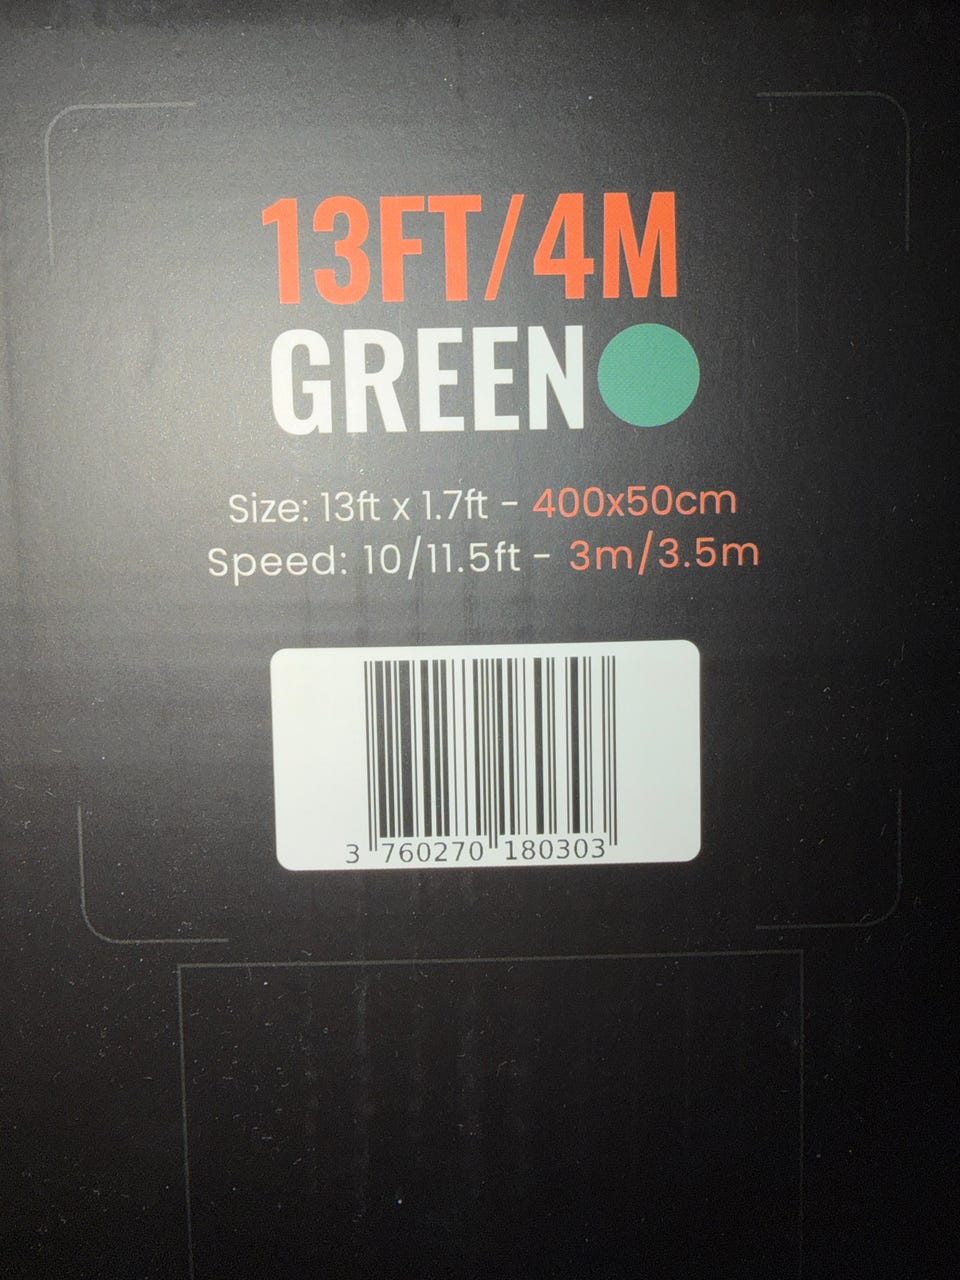 13FT/4M
GREEN
Size: 13ft x 1.7ft - 400x50cm
Speed: 10/11.5ft - 3m/3.5m
3 760270 180303